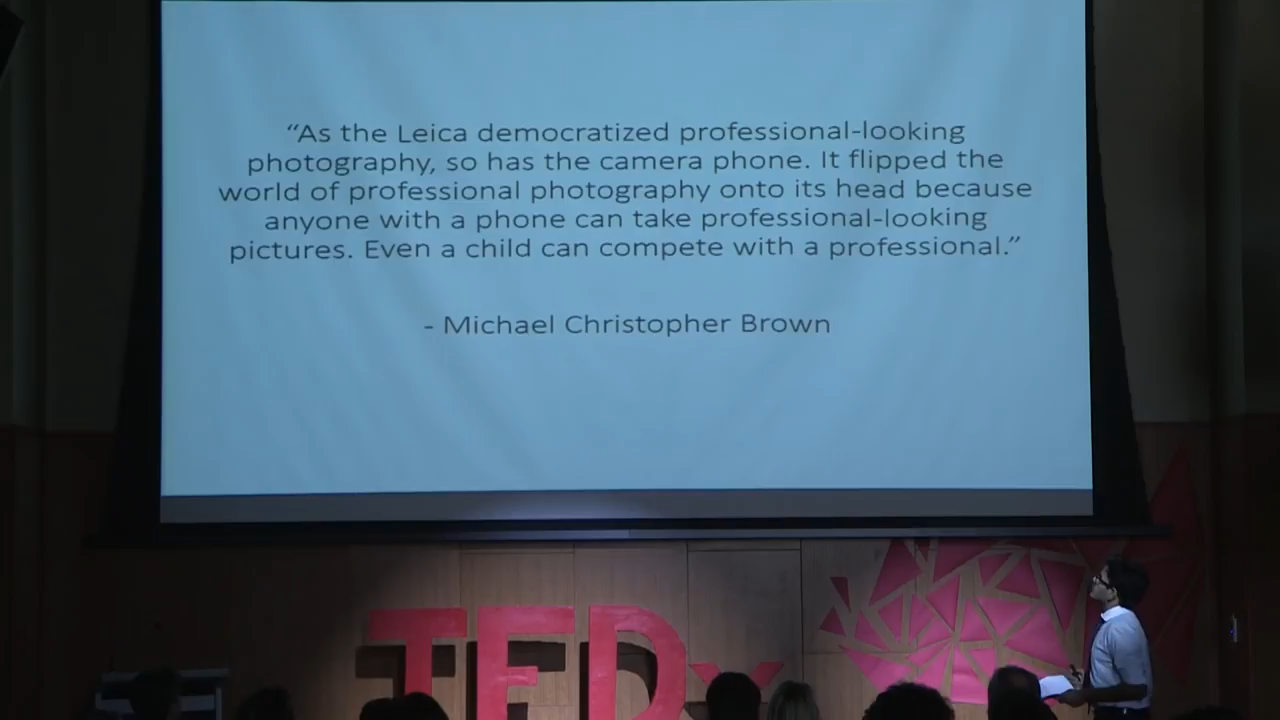 “As the Leica democratized professional-looking
photography, so has the camera phone. It flipped the
world of professional photography onto its head because
anyone with a phone can take professional-looking
pictures. Even a child can compete with a professional.”
- Michael Christopher Brown
TEDx